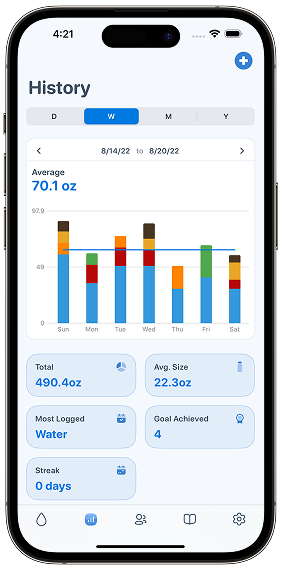 4:21
History
D W M Y
8/14/22 to 8/20/22
Average
70.1 oz
97.9
49
0
Sun Mon Tue Wed Thu Fri Sat
Total
490.4oz
Avg. Size
22.3oz
Most Logged
Water
Goal Achieved
4
Streak
0 days